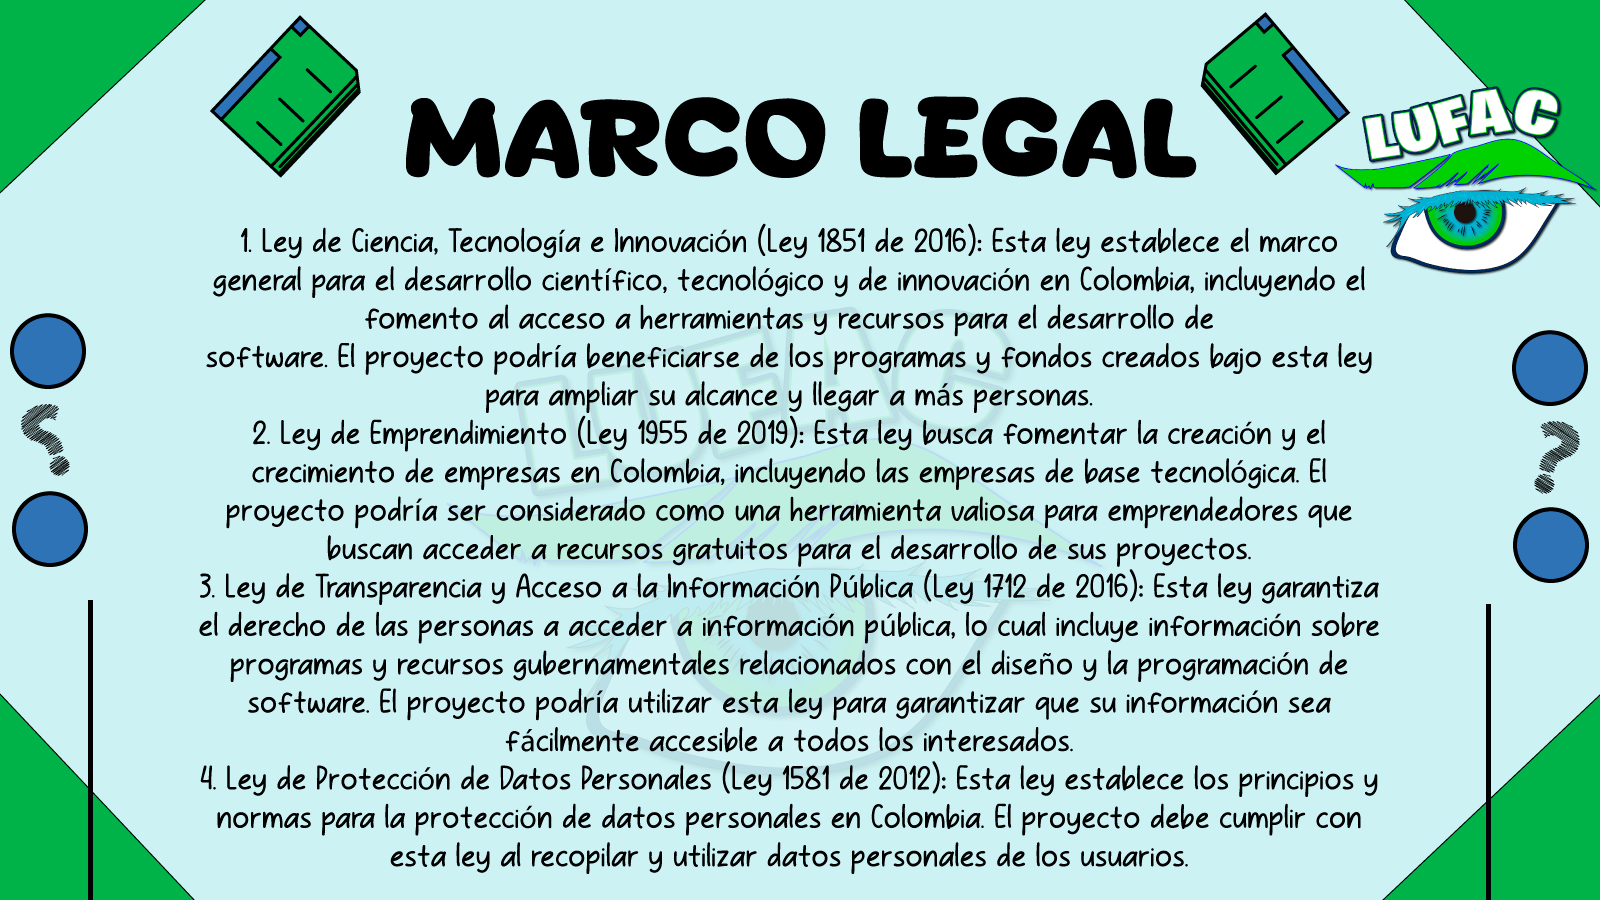 MARCO LEGAL
LUFAC
1. Ley de Ciencia, Tecnología e Innovación (Ley 1851 de 2016): Esta ley establece el marco
general para el desarrollo científico, tecnológico y de innovación en Colombia, incluyendo el
fomento al acceso a herramientas y recursos para el desarrollo de
software. El proyecto podría beneficiarse de los programas y fondos creados bajo esta ley
para ampliar su alcance y llegar a más personas.
2. Ley de Emprendimiento (Ley 1955 de 2019): Esta ley busca fomentar la creación y el
crecimiento de empresas en Colombia, incluyendo las empresas de base tecnológica. El
proyecto podría ser considerado como una herramienta valiosa para emprendedores que
buscan acceder a recursos gratuitos para el desarrollo de sus proyectos.
3. Ley de Transparencia y Acceso a la Información Pública (Ley 1712 de 2016): Esta ley garantiza
el derecho de las personas a acceder a información pública, lo cual incluye información sobre
programas y recursos gubernamentales relacionados con el diseño y la programación de
software. El proyecto podría utilizar esta ley para garantizar que su información sea
fácilmente accesible a todos los interesados.
4. Ley de Protección de Datos Personales (Ley 1581 de 2012): Esta ley establece los principios y
normas para la protección de datos personales en Colombia. El proyecto debe cumplir con
esta ley al recopilar y utilizar datos personales de los usuarios.
LUFAC
?
?